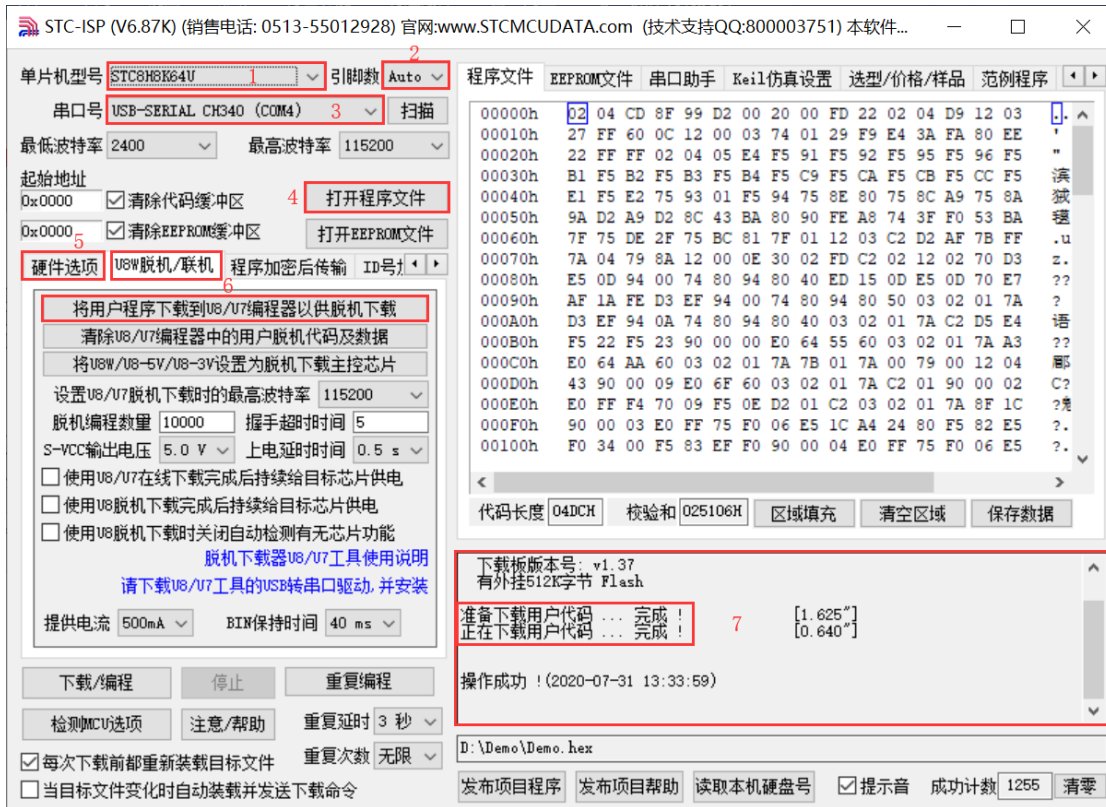 STC-ISP (V6.87K) (销售电话: 0513-55012928) 官网:www.STCMCUDATA.com (技术支持QQ:800003751) 本软件...
单片机型号 STC8H8K64U 1 引脚数 Auto 2
串口号 USB-SERIAL CH340 (COM4) 3 扫描
最低波特率 2400 最高波特率 115200
起始地址
0x0000 清除代码缓冲区 4 打开程序文件
0x0000 清除EEPROM缓冲区 打开EEPROM文件
5
硬件选项 U8W脱机/联机 程序加密后传输 ID号
6
将用户程序下载到U8/U7编程器以供脱机下载
清除U8/U7编程器中的用户脱机代码及数据
将U8W/U8-5V/U8-3V设置为脱机下载主控芯片
设置U8/U7脱机下载时的最高波特率 115200
脱机编程数量 10000 握手超时时间 5
S-VCC输出电压 5.0 V 上电延时时间 0.5 s
使用U8/U7在线下载完成后持续给目标芯片供电
使用U8脱机下载完成后持续给目标芯片供电
使用U8脱机下载时关闭自动检测有无芯片功能
脱机下载器U8/U7工具使用说明
请下载U8/U7工具的USB转串口驱动,并安装
提供电流 500mA BIN保持时间 40 ms
下载/编程 停止 重复编程
检测MCU选项 注意/帮助 重复延时 3 秒
每次下载前都重新装载目标文件 重复次数 无限
当目标文件变化时自动装载并发送下载命令
程序文件 EEPROM文件 串口助手 Keil仿真设置 选型/价格/样品 范例程序
00000h 02 04 CD 8F 99 D2 00 20 00 FD 22 02 04 D9 12 03 ..
00010h 27 FF 60 0C 12 00 03 74 01 29 F9 E4 3A FA 80 EE '
00020h 22 FF FF 02 04 05 E4 F5 91 F5 92 F5 95 F5 96 F5 "
00030h B1 F5 B2 F5 B3 F5 B4 F5 C9 F5 CA F5 CB F5 CC F5 滨
00040h E1 F5 E2 75 93 01 F5 94 75 8E 80 75 8C A9 75 8A
00050h 9A D2 A9 D2 8C 43 BA 80 90 FE A8 74 3F F0 53 BA
00060h 7F 75 DE 2F 75 BC 81 7F 01 12 03 C2 D2 AF 7B FF .u
00070h 7A 04 79 8A 12 00 0E 30 02 FD C2 02 12 02 70 D3 z.
00080h E5 0D 94 00 74 80 94 80 40 ED 15 0D E5 0D 70 E7 ??
00090h AF 1A FE D3 EF 94 00 74 80 94 80 50 03 02 01 7A ?
000A0h D3 EF 94 0A 74 80 94 80 40 03 02 01 7A C2 D5 E4 语
000B0h F5 22 F5 23 90 00 00 E0 64 55 60 03 02 01 7A A3 ??
000C0h E0 64 AA 60 03 02 01 7A 7B 01 7A 00 79 00 12 04 郿
000D0h 43 90 00 09 E0 6F 60 03 02 01 7A C2 01 90 00 02 C?
000E0h E0 FF F4 70 09 F5 0E D2 01 C2 03 02 01 7A 8F 1C ?
000F0h 90 00 03 E0 FF 75 F0 06 E5 1C A4 24 80 F5 82 E5 ?.
00100h F0 34 00 F5 83 EF F0 90 00 04 E0 FF 75 F0 06 E5 ?.
代码长度 04DCH 校验和 025106H 区域填充 清空区域 保存数据
下载板版本号: v1.37
有外挂512K字节 Flash
准备下载用户代码 ... 完成 ! [1.625"]
正在下载用户代码 ... 完成 ! [0.640"]
7
操作成功 !(2020-07-31 13:33:59)
D:\Demo\Demo.hex
发布项目程序 发布项目帮助 读取本机硬盘号 提示音 成功计数 1255 清零